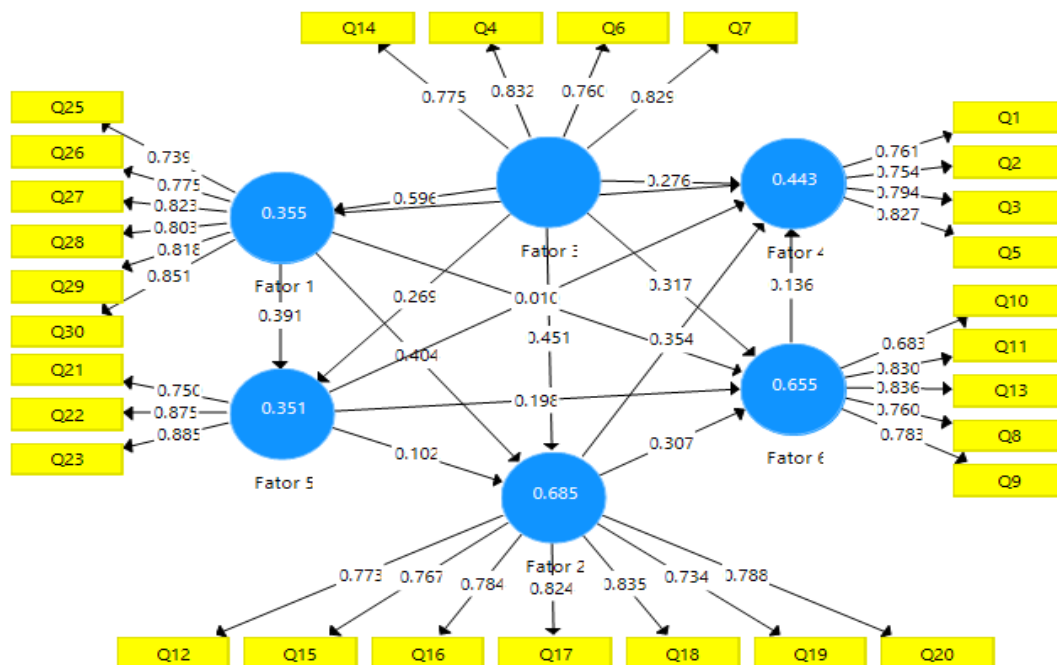 Q14 Q4 Q6 Q7
0.775 0.832 0.760 0.829
Q25
Q26
Q27
Q28
Q29
Q30
0.739
0.775
0.823
0.803
0.818
0.851
0.355
Fator 1
Fator 3
0.443
Fator 4
Q1
Q2
Q3
Q5
0.761
0.754
0.794
0.827
0.596
0.276
0.391
0.269
0.404
0.010
0.451
0.317
0.354
0.136
Q21
Q22
Q23
0.750
0.875
0.885
0.351
Fator 5
0.198
0.102
0.307
0.655
Fator 6
Q10
Q11
Q13
Q8
Q9
0.683
0.830
0.836
0.760
0.783
0.685
Fator 2
0.773 0.767 0.784 0.824 0.835 0.734 0.788
Q12 Q15 Q16 Q17 Q18 Q19 Q20